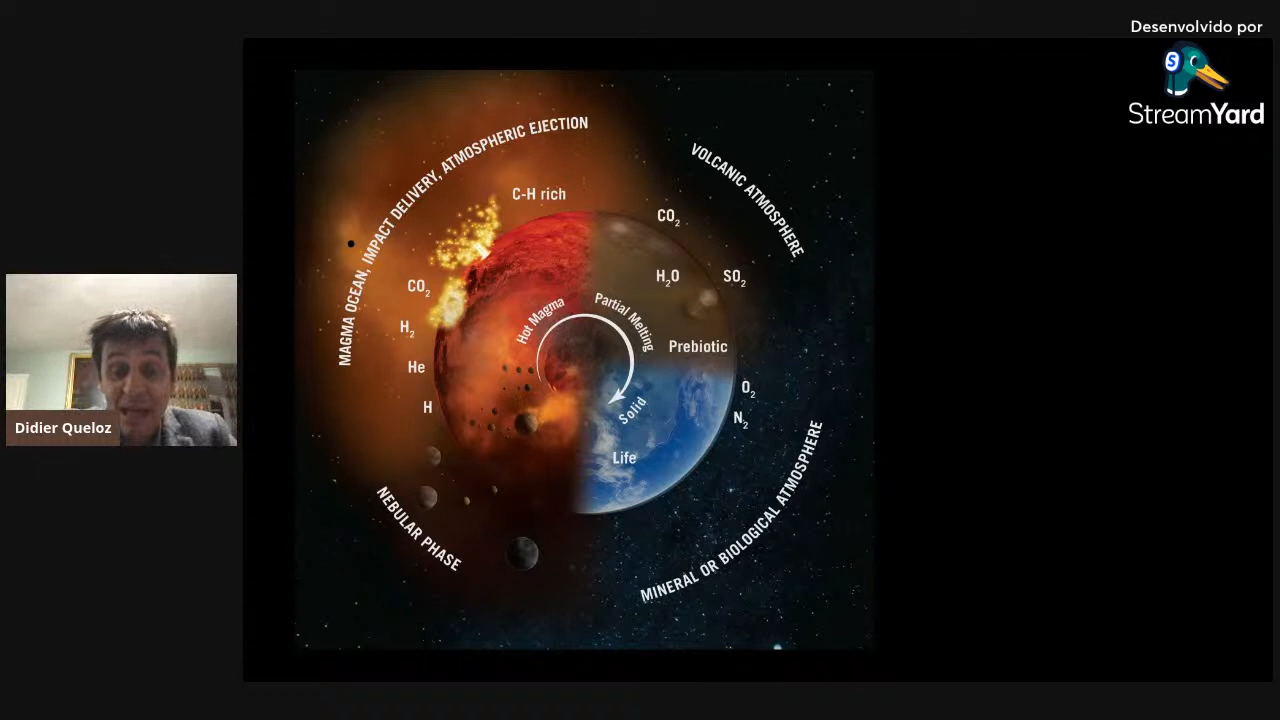 Desenvolvido por
StreamYard
MAGMA OCEAN, IMPACT DELIVERY, ATMOSPHERIC EJECTION
VOLCANIC ATMOSPHERE
C-H rich
CO2
H2O
SO2
CO2
Hot Magma
Partial Melting
H2
Prebiotic
He
O2
H
Solid
N2
Life
NEBULAR PHASE
MINERAL OR BIOLOGICAL ATMOSPHERE
Didier Queloz